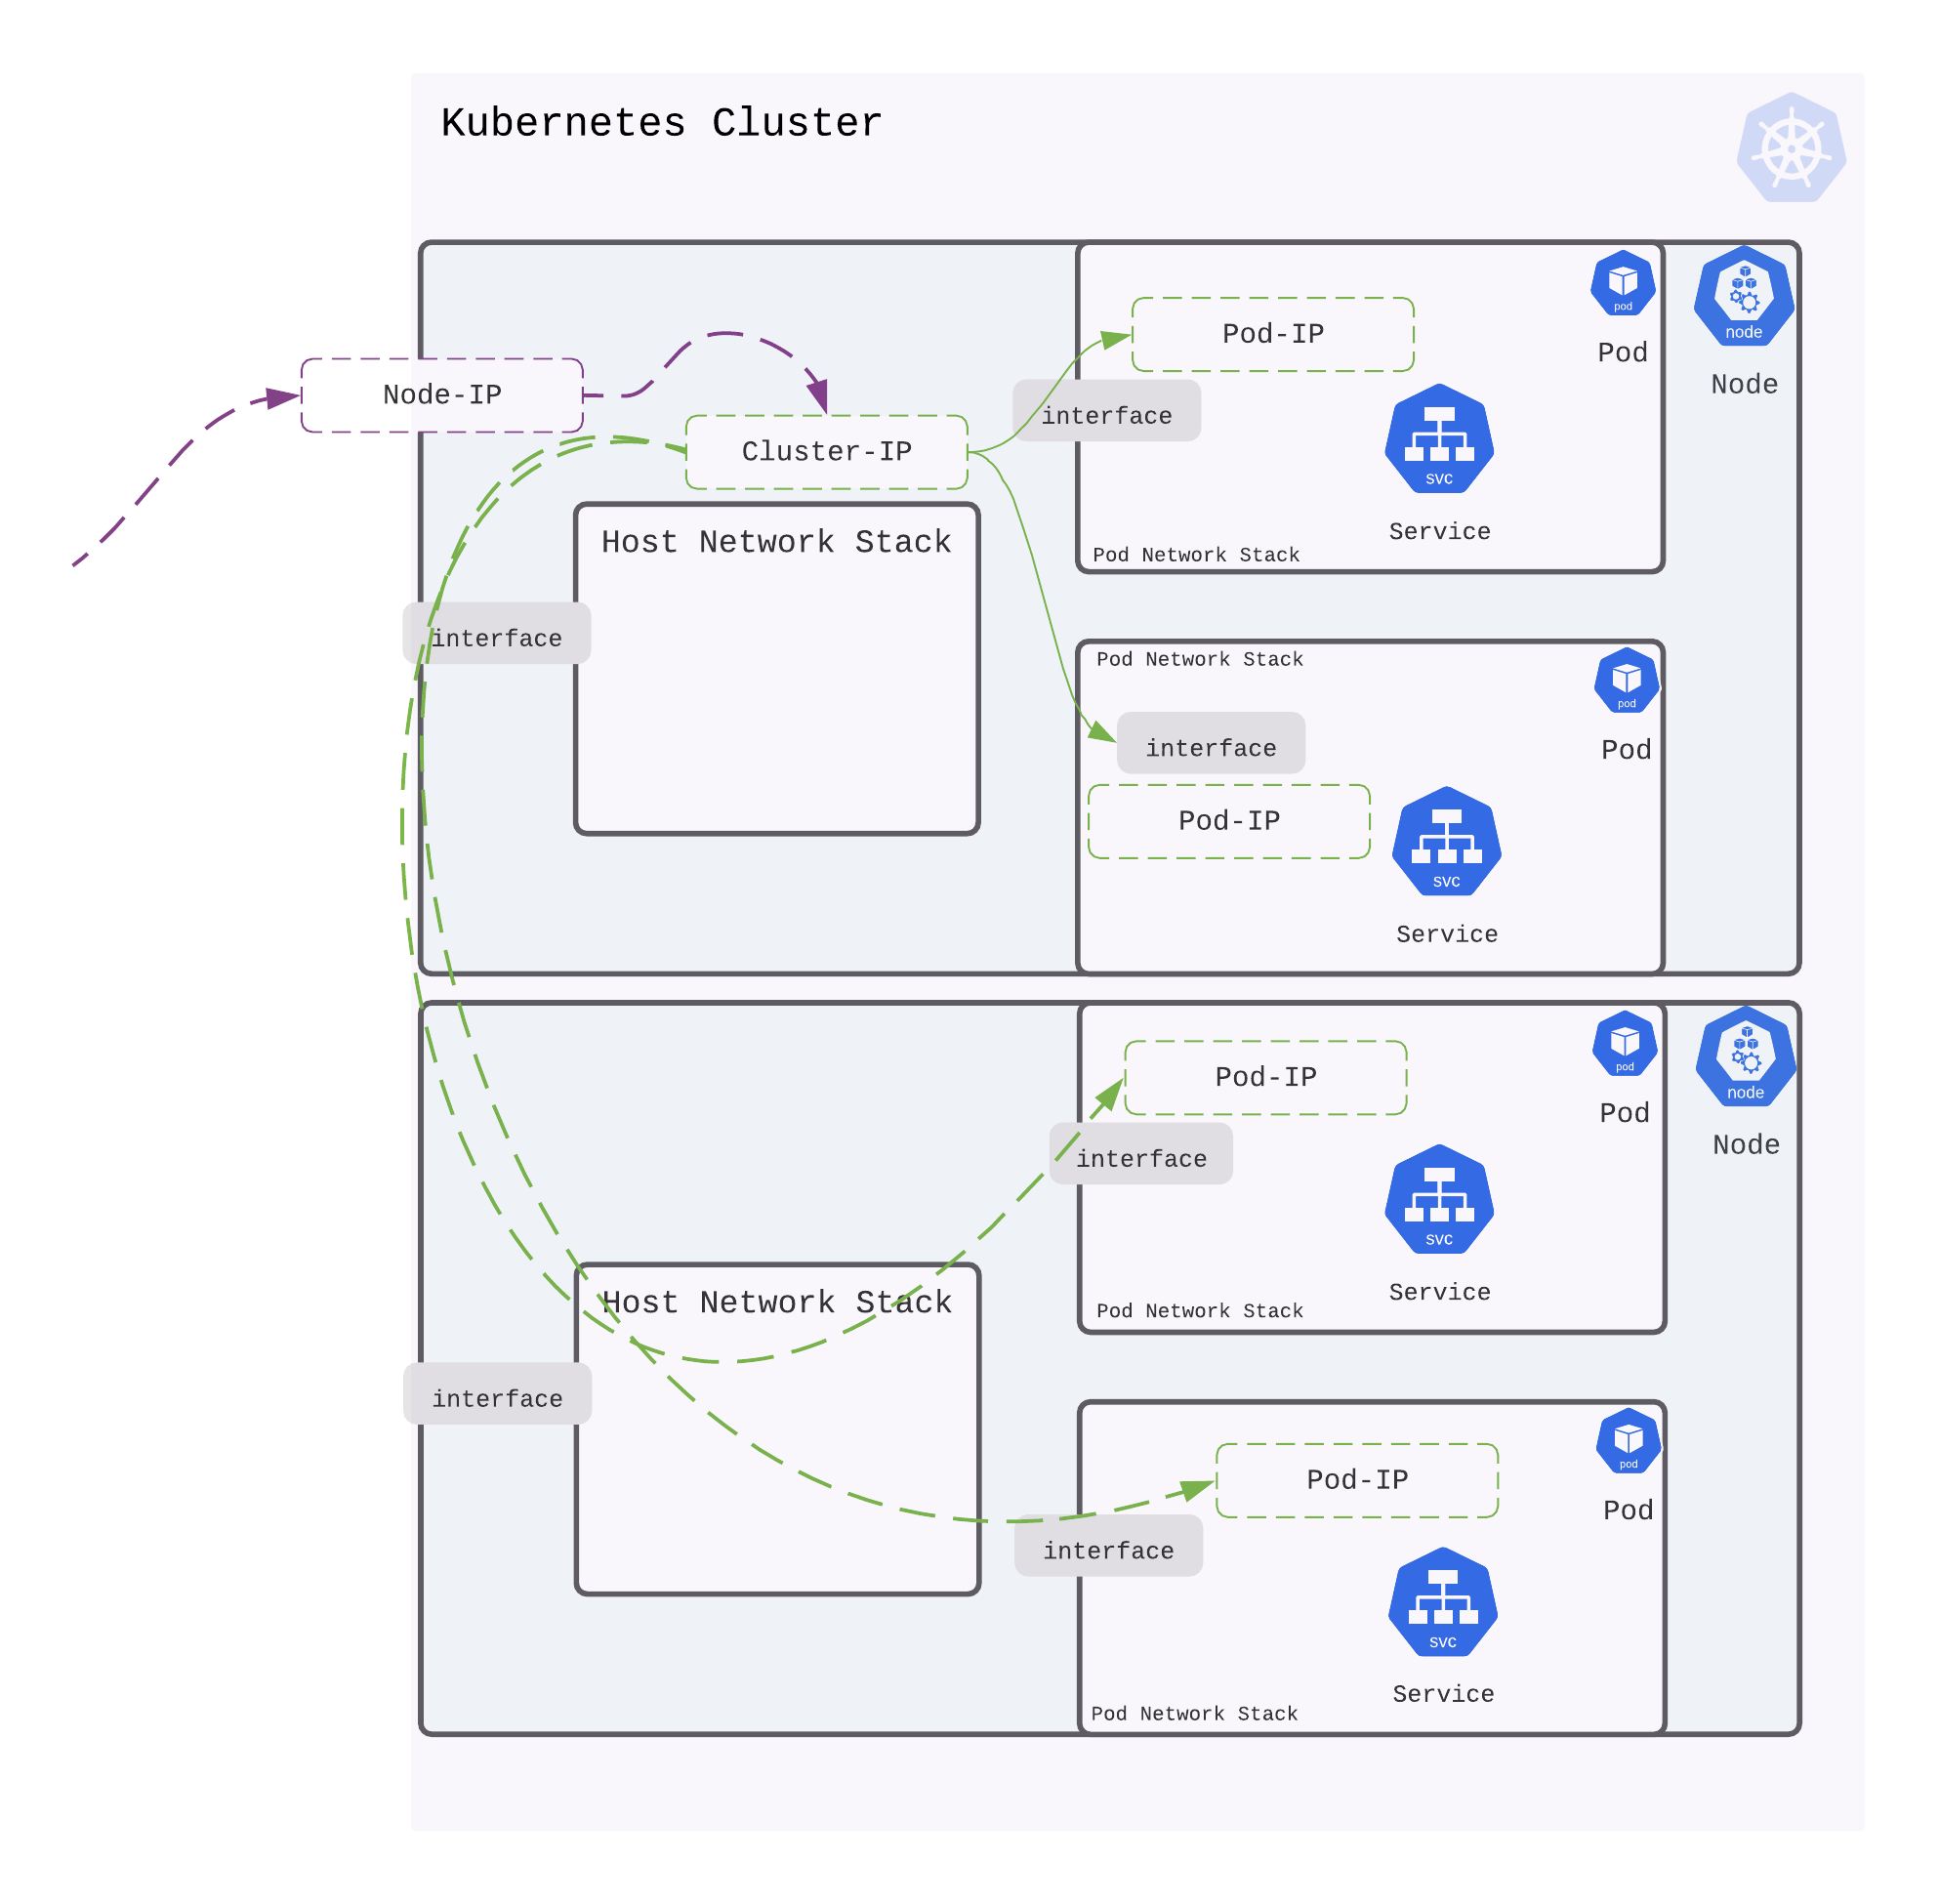 Kubernetes Cluster
pod
Pod
node
Node
Pod-IP
Node-IP
interface
Cluster-IP
svc
Service
Pod Network Stack
Host Network Stack
interface
Pod Network Stack
pod
Pod
interface
Pod-IP
svc
Service
pod
Pod
node
Node
Pod-IP
interface
svc
Service
Pod Network Stack
Host Network Stack
interface
pod
Pod
Pod-IP
interface
svc
Service
Pod Network Stack